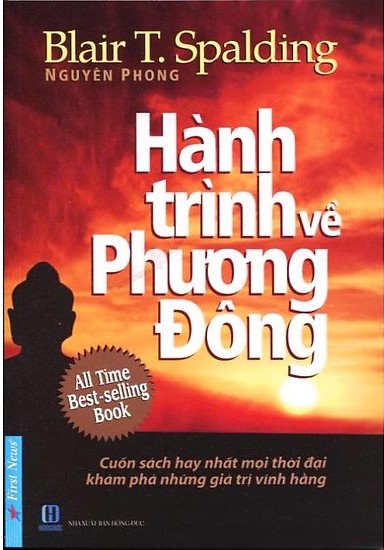 Blair T. Spalding
NGUYÊN PHONG
Hành
trình về
Phương
Đông
All Time
Best-selling
Book
Cuốn sách hay nhất mọi thời đại
khám phá những giá trị vĩnh hằng
First News
NHÀ XUẤT BẢN HỒNG ĐỨC